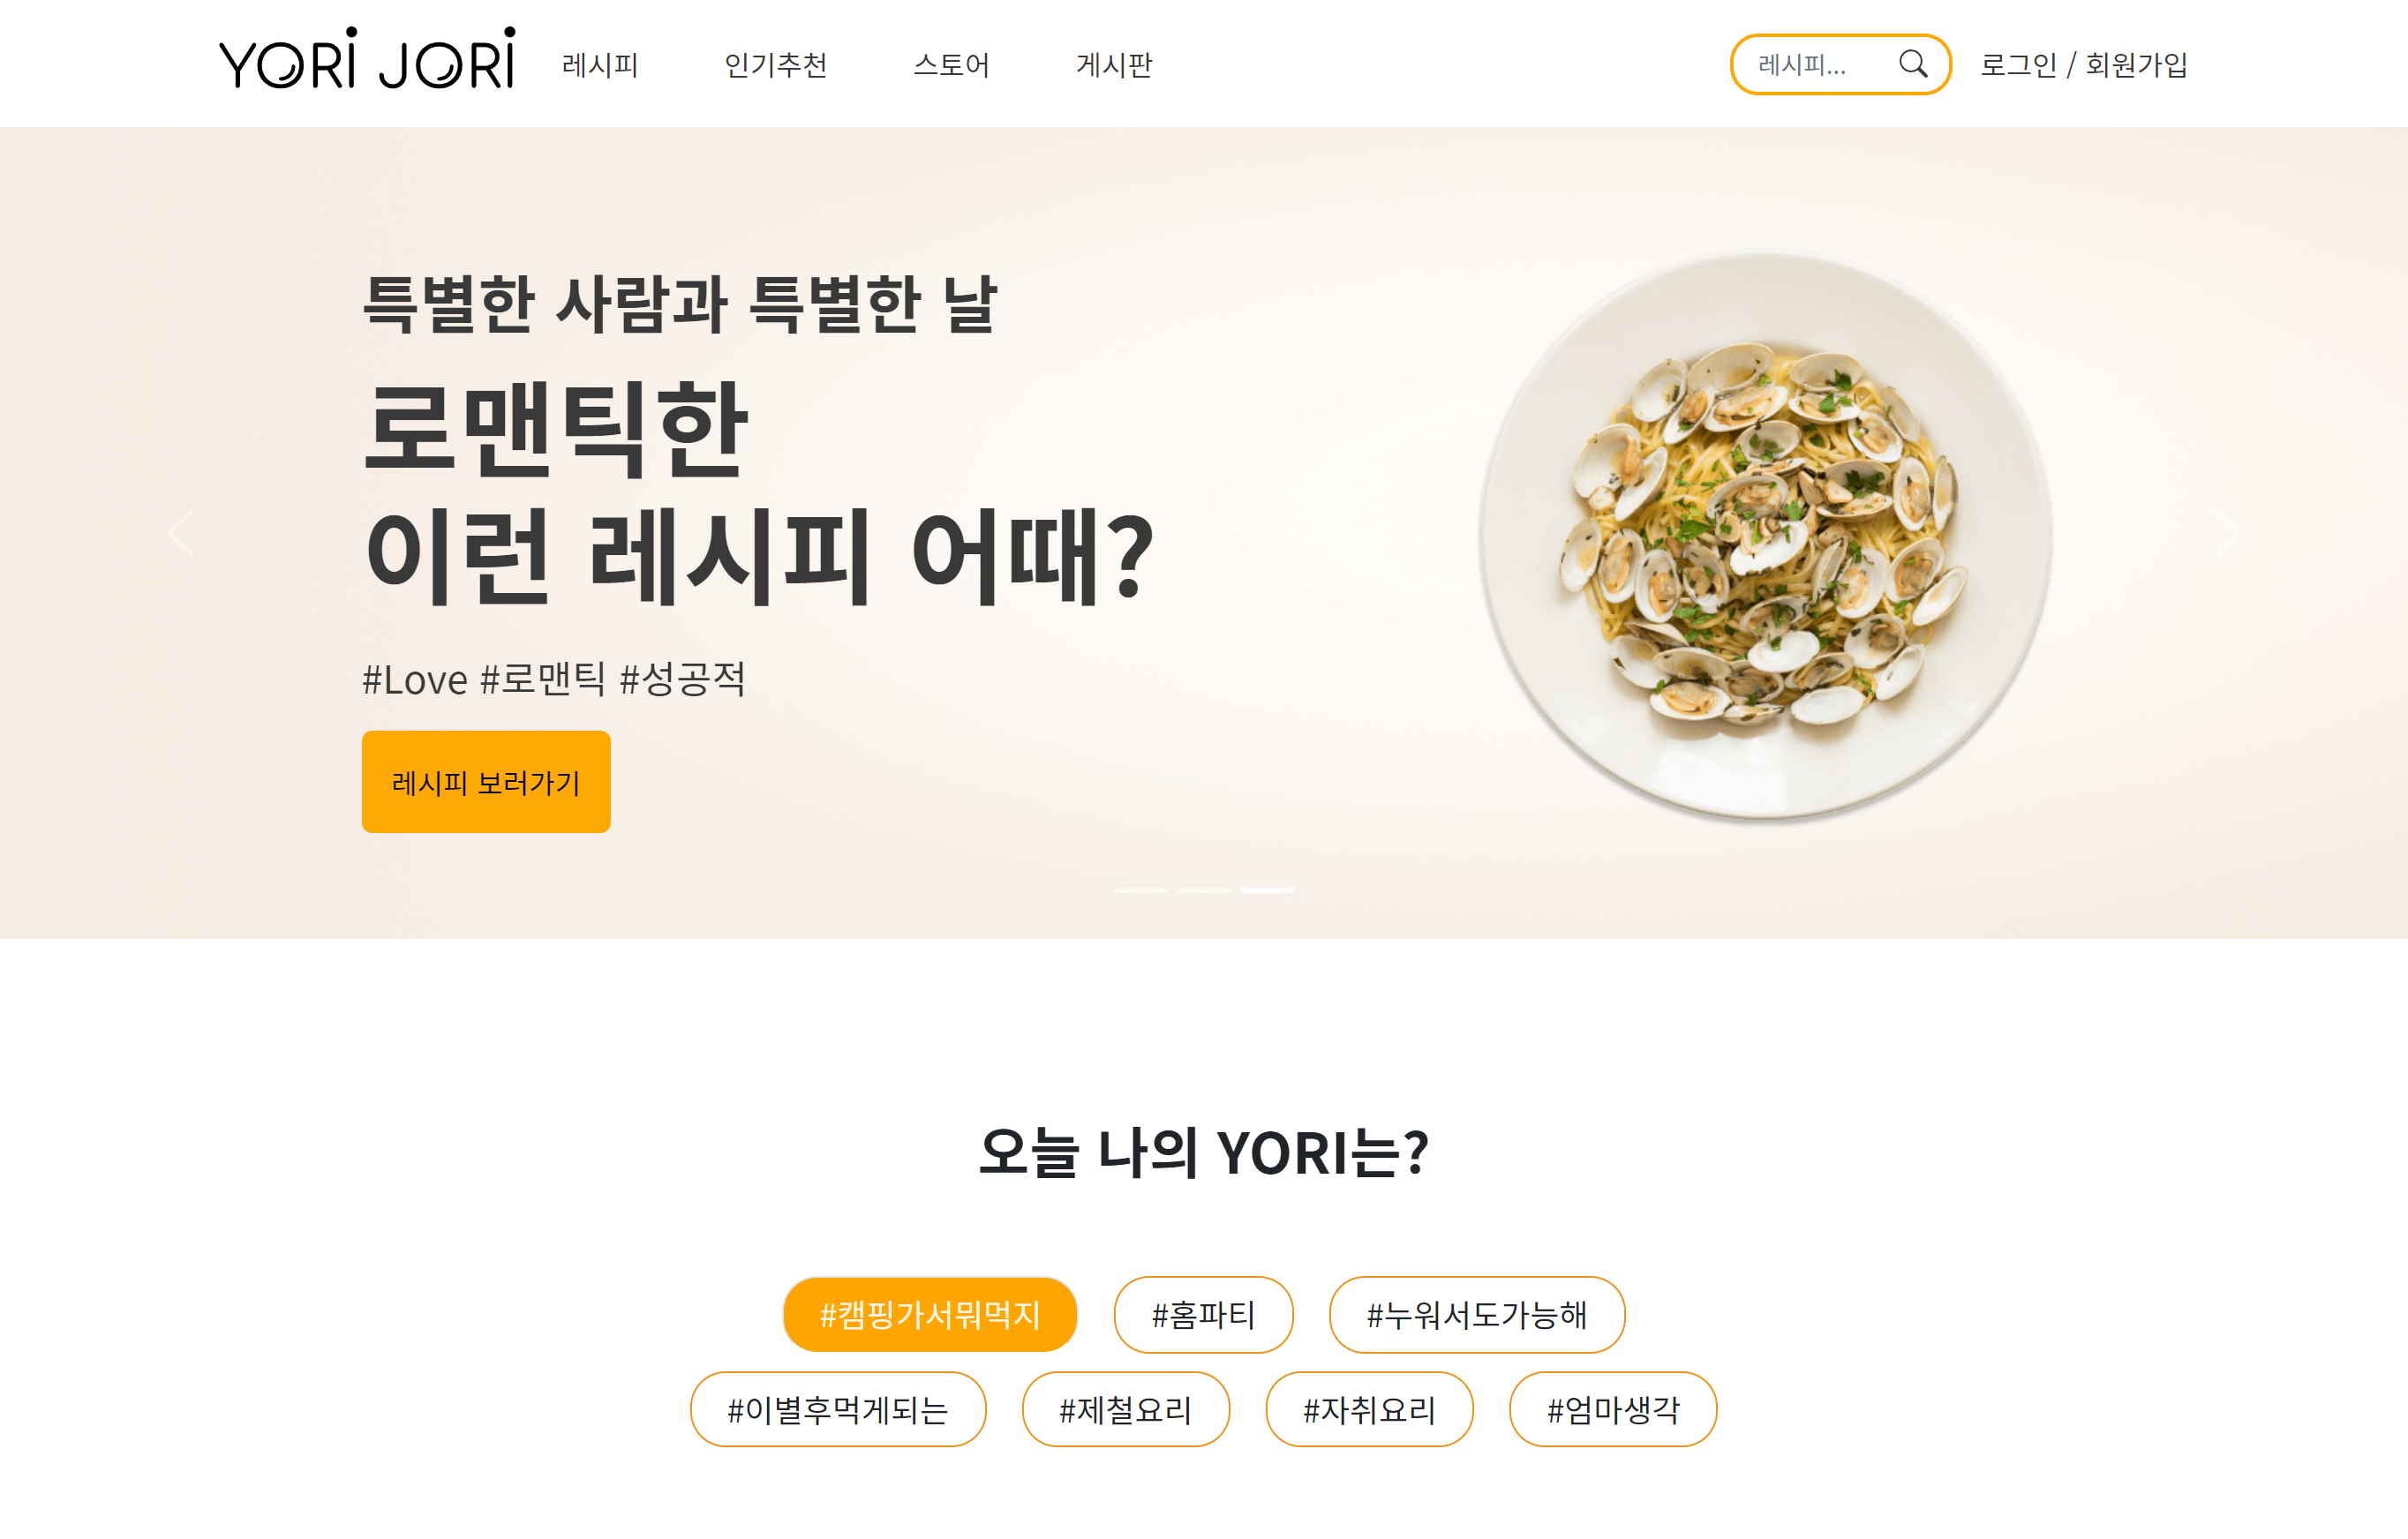 YORi JORi 레시피 인기추천 스토어 게시판 레시피... 로그인 / 회원가입
특별한 사람과 특별한 날
로맨틱한
이런 레시피 어때?
#Love #로맨틱 #성공적
레시피 보러가기
오늘 나의 YORI는?
#캠핑가서뭐먹지 #홈파티 #누워서도가능해
#이별후먹게되는 #제철요리 #자취요리 #엄마생각